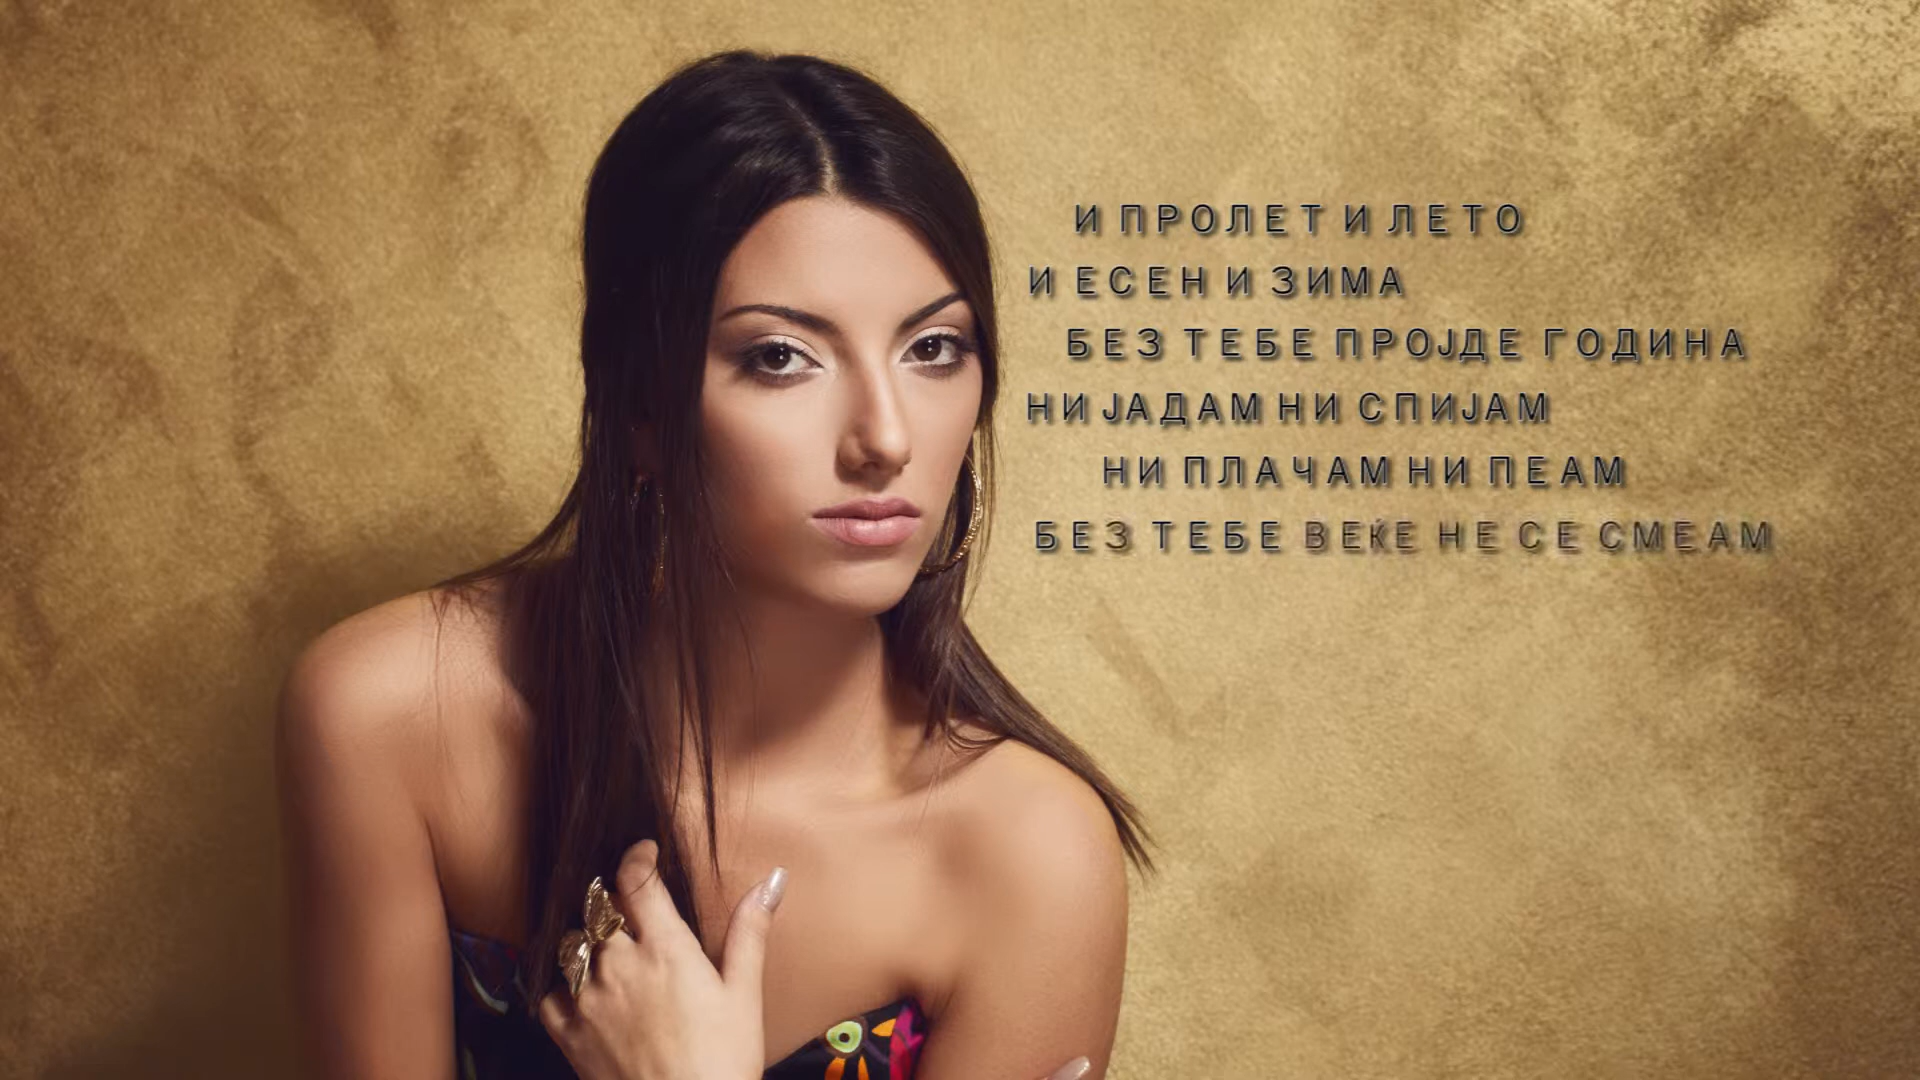 И ПРОЛЕТ И ЛЕТО
И ЕСЕН И ЗИМА
БЕЗ ТЕБЕ ПРОЈДЕ ГОДИНА
НИ ЈАДАМ НИ СПИЈАМ
НИ ПЛАЧАМ НИ ПЕАМ
БЕЗ ТЕБЕ ВЕЌЕ НЕ СЕ СМЕАМ